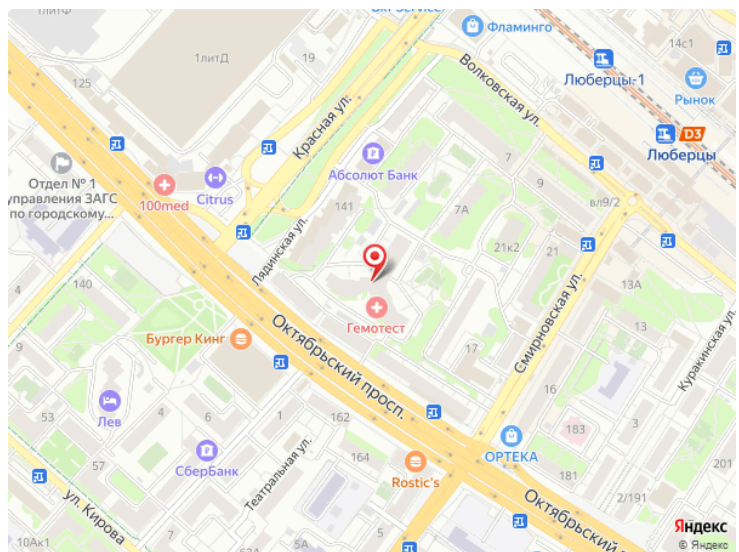 Фламинго
14с1
1литГ
1литД
Люберцы-1
Рынок
125
Красная ул.
Волковская ул.
D3
Люберцы
Отдел № 1
управления ЗАГС
по городскому...
100med
Citrus
Абсолют Банк
7
9
вл9/2
141
7А
21к2
21
Лядинская ул.
4
140
13А
13
Гемотест
Смирновская ул.
Куракинская ул.
9
Бургер Кинг
Октябрьский просп.
17
16
Лев
4
6
1
162
53
183
57
СберБанк
Театральная ул.
164
ОРТЕКА
3
181
201
Rostic's
ул. Кирова
Октябрьский
2/191
10Ак1
5А
5
3
Яндекс
© Яндекс